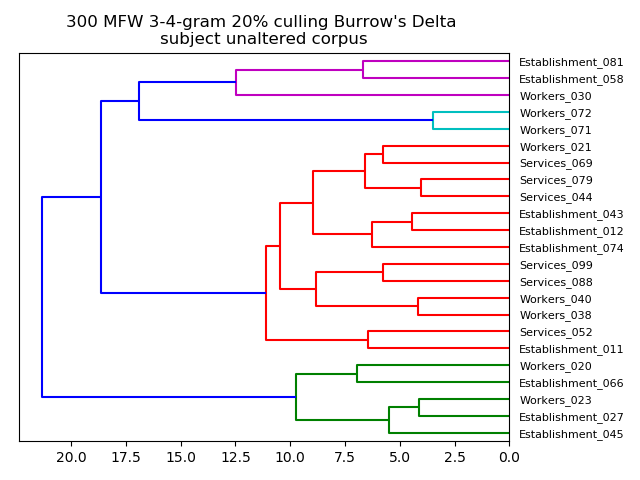 300 MFW 3-4-gram 20% culling Burrow's Delta
subject unaltered corpus
Establishment_081
Establishment_058
Workers_030
Workers_072
Workers_071
Workers_021
Services_069
Services_079
Services_044
Establishment_043
Establishment_012
Establishment_074
Services_099
Services_088
Workers_040
Workers_038
Services_052
Establishment_011
Workers_020
Establishment_066
Workers_023
Establishment_027
Establishment_045
20.0 17.5 15.0 12.5 10.0 7.5 5.0 2.5 0.0